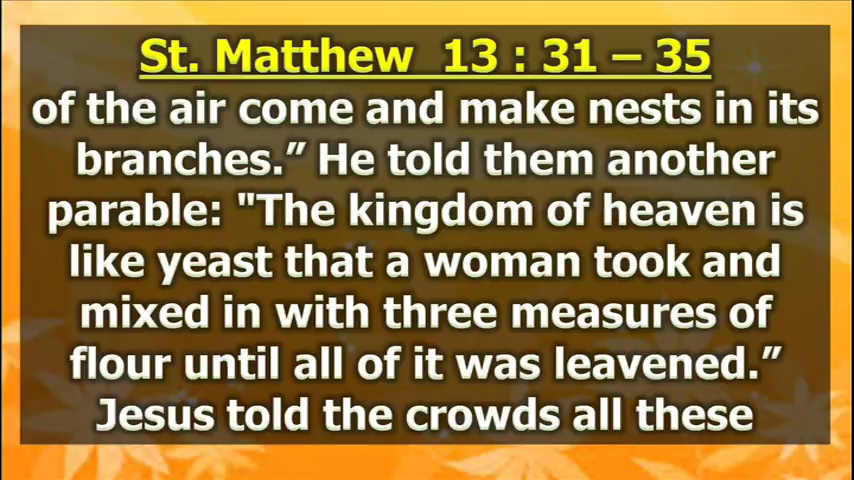 St. Matthew 13 : 31 – 35
of the air come and make nests in its
branches.” He told them another
parable: "The kingdom of heaven is
like yeast that a woman took and
mixed in with three measures of
flour until all of it was leavened.”
Jesus told the crowds all these